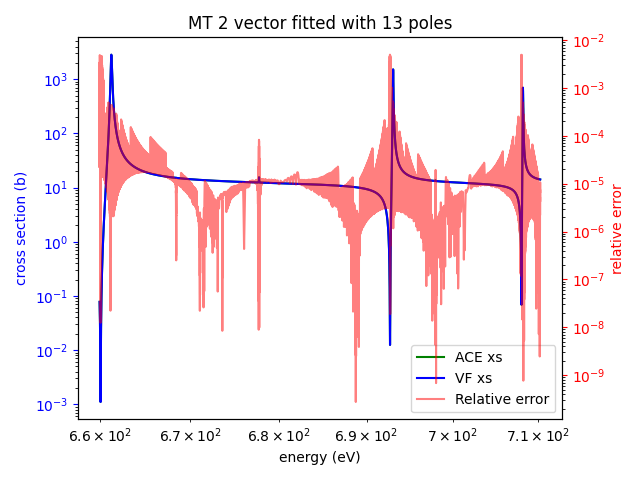 MT 2 vector fitted with 13 poles
cross section (b)
10³
10²
10¹
10⁰
10⁻¹
10⁻²
10⁻³
10⁻²
10⁻³
10⁻⁴
10⁻⁵
10⁻⁶
10⁻⁷
10⁻⁸
10⁻⁹
relative error
ACE xs
VF xs
Relative error
6.6 × 10² 6.7 × 10² 6.8 × 10² 6.9 × 10² 7 × 10² 7.1 × 10²
energy (eV)